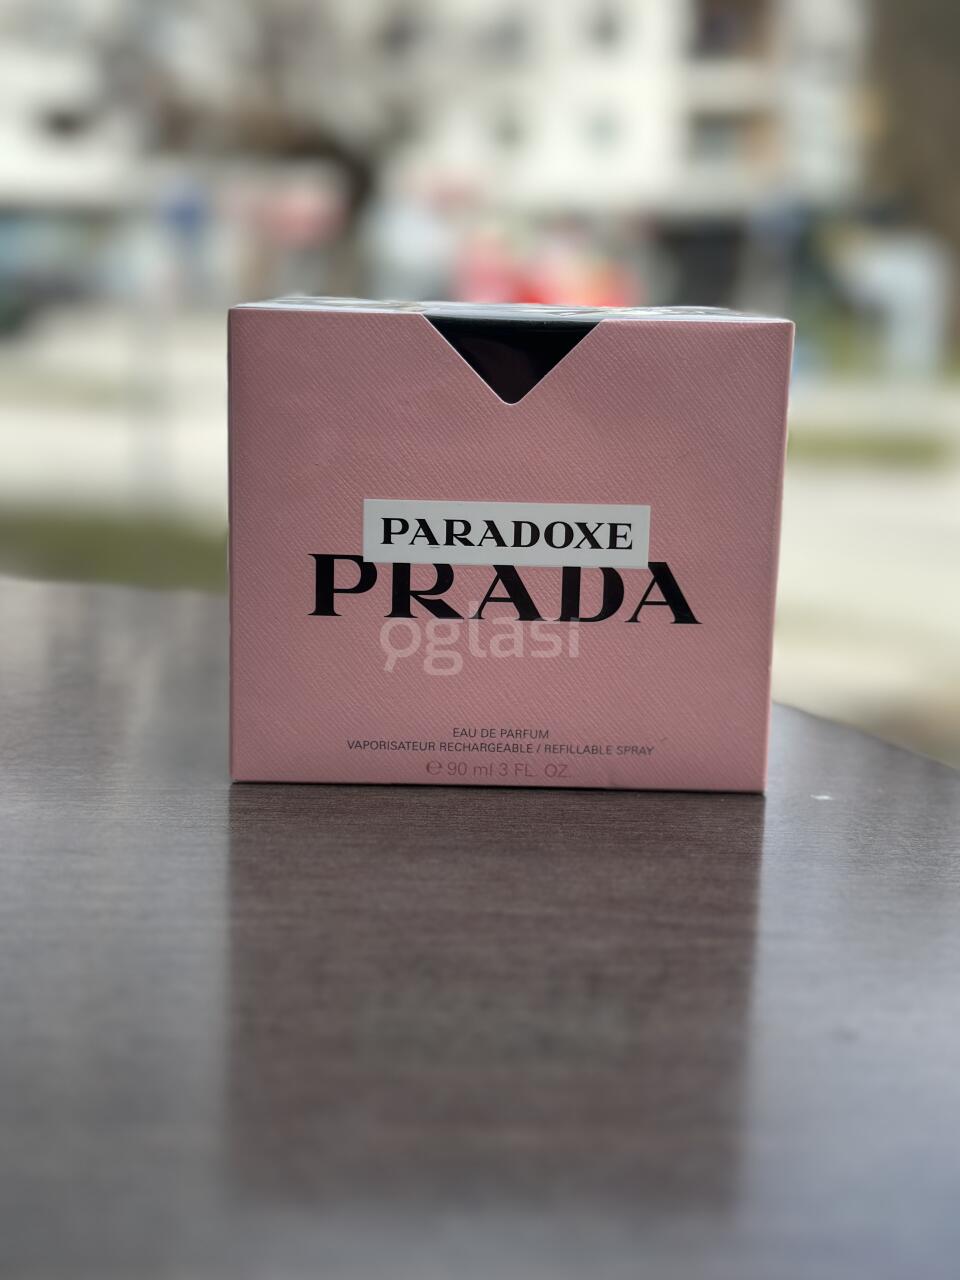 PARADOXE
PRADA
oglasi
EAU DE PARFUM
VAPORISATEUR RECHARGEABLE / REFILLABLE SPRAY
℮ 90 ml 3 FL. OZ.